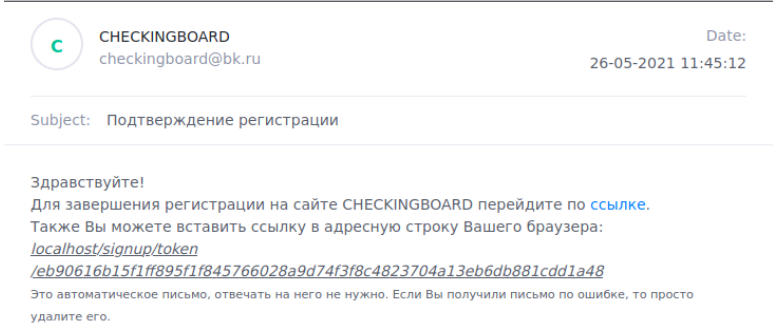 C
CHECKINGBOARD
checkingboard@bk.ru
Date:
26-05-2021 11:45:12
Subject: Подтверждение регистрации
Здравствуйте!
Для завершения регистрации на сайте CHECKINGBOARD перейдите по ссылке.
Также Вы можете вставить ссылку в адресную строку Вашего браузера:
localhost/signup/token
/eb90616b15f1ff895f1f845766028a9d74f3f8c4823704a13eb6db881cdd1a48
Это автоматическое письмо, отвечать на него не нужно. Если Вы получили письмо по ошибке, то просто
удалите его.